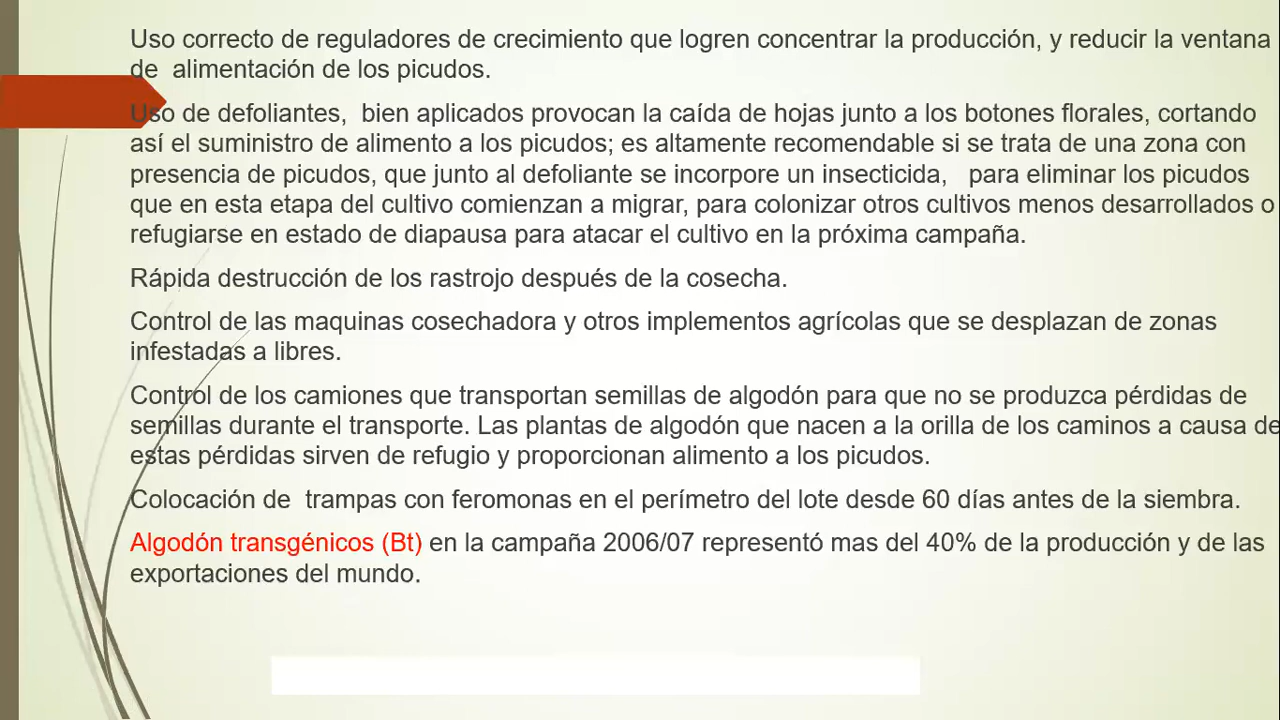 Uso correcto de reguladores de crecimiento que logren concentrar la producción, y reducir la ventana
de  alimentación de los picudos.
Uso de defoliantes,  bien aplicados provocan la caída de hojas junto a los botones florales, cortando
así el suministro de alimento a los picudos; es altamente recomendable si se trata de una zona con
presencia de picudos, que junto al defoliante se incorpore un insecticida,   para eliminar los picudos
que en esta etapa del cultivo comienzan a migrar, para colonizar otros cultivos menos desarrollados o
refugiarse en estado de diapausa para atacar el cultivo en la próxima campaña.
Rápida destrucción de los rastrojo después de la cosecha.
Control de las maquinas cosechadora y otros implementos agrícolas que se desplazan de zonas
infestadas a libres.
Control de los camiones que transportan semillas de algodón para que no se produzca pérdidas de
semillas durante el transporte. Las plantas de algodón que nacen a la orilla de los caminos a causa de
estas pérdidas sirven de refugio y proporcionan alimento a los picudos.
Colocación de  trampas con feromonas en el perímetro del lote desde 60 días antes de la siembra.
Algodón transgénicos (Bt) en la campaña 2006/07 representó mas del 40% de la producción y de las
exportaciones del mundo.